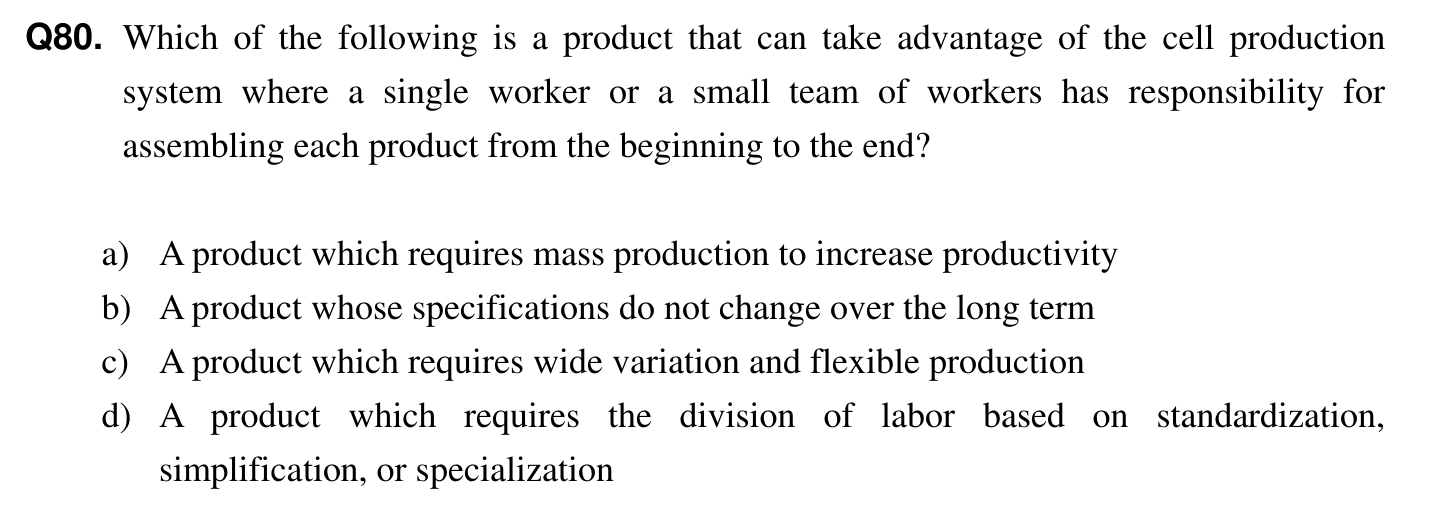 Q80. Which of the following is a product that can take advantage of the cell production
system where a single worker or a small team of workers has responsibility for
assembling each product from the beginning to the end?
a) A product which requires mass production to increase productivity
b) A product whose specifications do not change over the long term
c) A product which requires wide variation and flexible production
d) A product which requires the division of labor based on standardization,
simplification, or specialization